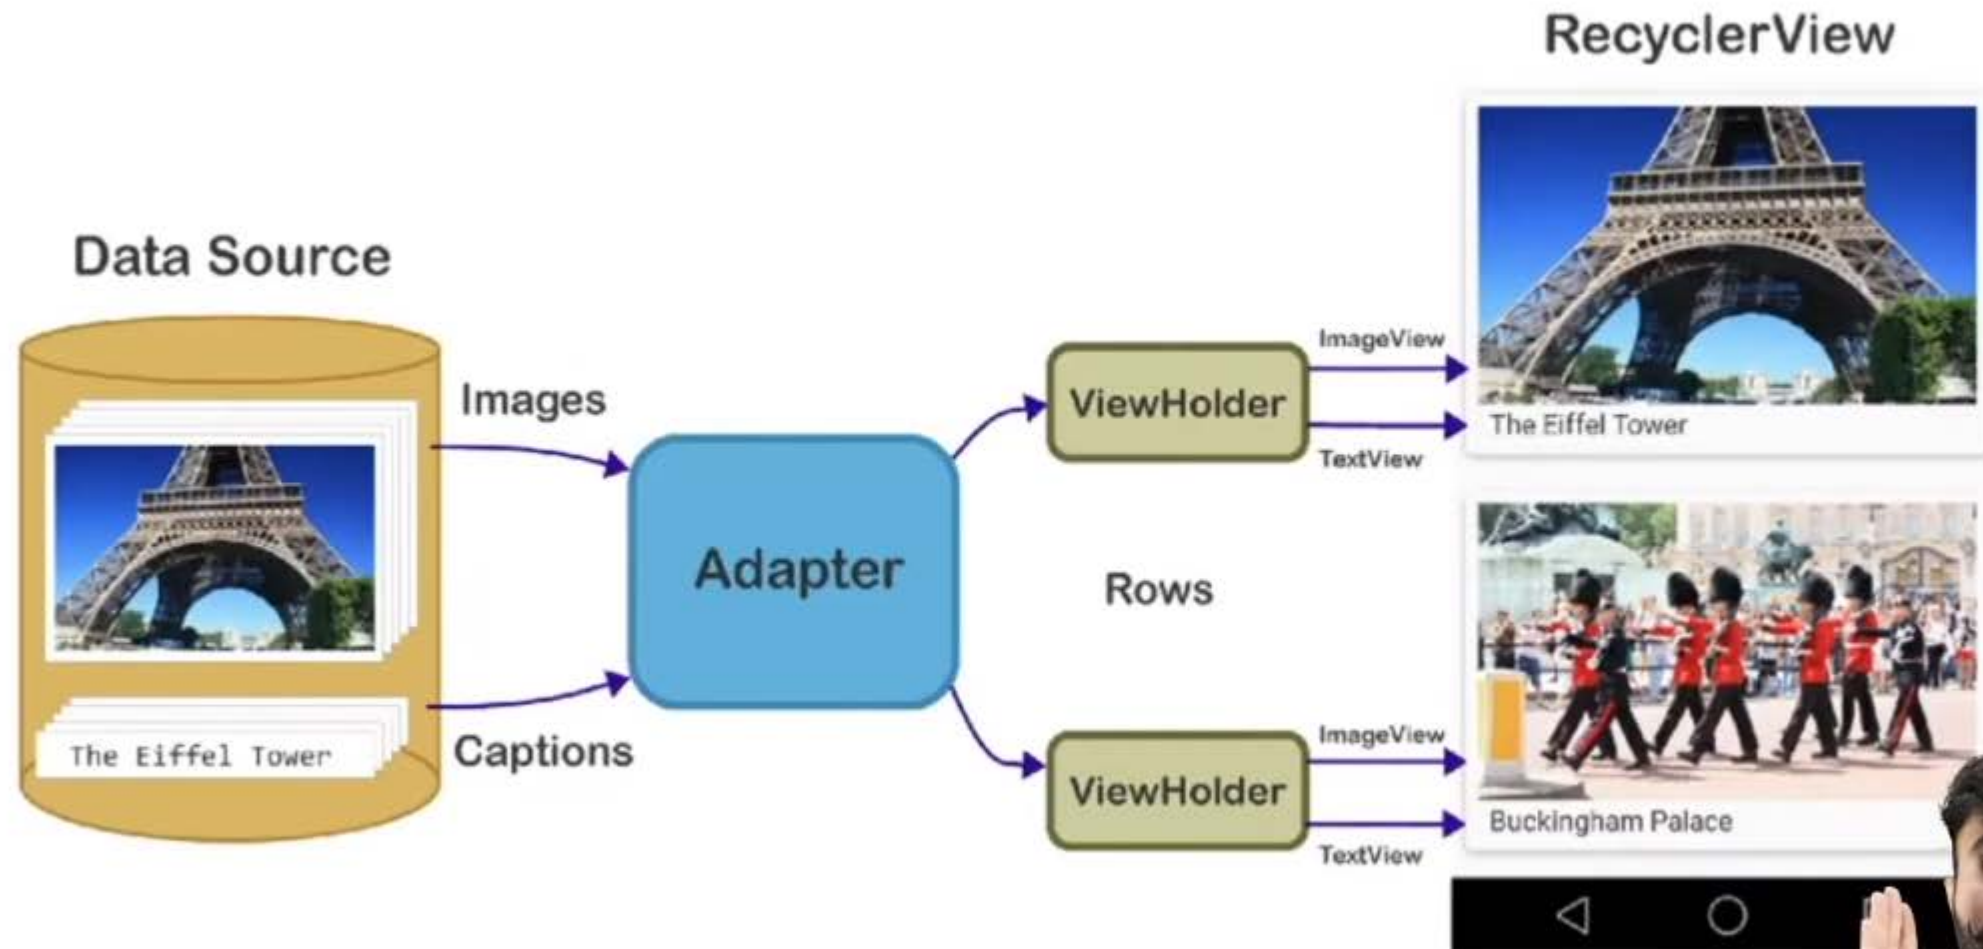 RecyclerView
Data Source
Images
Captions
The Eiffel Tower
Adapter
Rows
ViewHolder
ImageView
TextView
The Eiffel Tower
ViewHolder
ImageView
TextView
Buckingham Palace